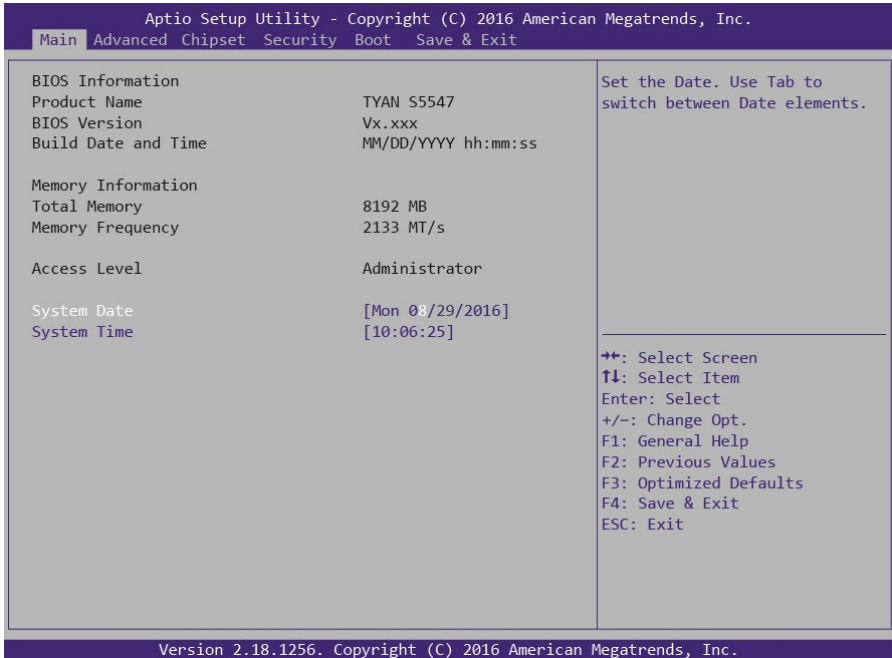 Aptio Setup Utility - Copyright (C) 2016 American Megatrends, Inc.
Main Advanced Chipset Security Boot Save & Exit
BIOS Information
Product Name TYAN S5547
BIOS Version Vx.xxx
Build Date and Time MM/DD/YYYY hh:mm:ss
Memory Information
Total Memory 8192 MB
Memory Frequency 2133 MT/s
Access Level Administrator
System Date [Mon 08/29/2016]
System Time [10:06:25]
Set the Date. Use Tab to
switch between Date elements.
→←: Select Screen
↑↓: Select Item
Enter: Select
+/−: Change Opt.
F1: General Help
F2: Previous Values
F3: Optimized Defaults
F4: Save & Exit
ESC: Exit
Version 2.18.1256. Copyright (C) 2016 American Megatrends, Inc.